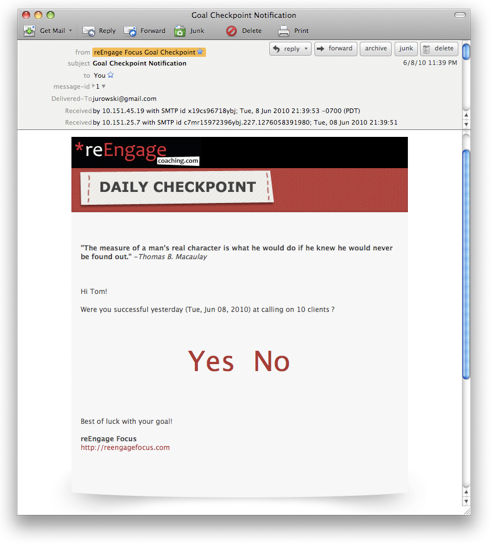 Goal Checkpoint Notification
Get Mail Reply Forward Junk Delete Print
from reEngage Focus Goal Checkpoint reply forward archive junk delete
subject Goal Checkpoint Notification 6/8/10 11:39 PM
to You
message-id 1
Delivered-To jurowski@gmail.com
Received by 10.151.45.19 with SMTP id x19cs96718ybj; Tue, 8 Jun 2010 21:39:53 -0700 (PDT)
Received by 10.151.25.7 with SMTP id c7mr15972396ybj.227.1276058391980; Tue, 08 Jun 2010 21:39:51
*reEngage
coaching.com
DAILY CHECKPOINT
"The measure of a man's real character is what he would do if he knew he would never
be found out." –Thomas B. Macaulay
Hi Tom!
Were you successful yesterday (Tue, Jun 08, 2010) at calling on 10 clients ?
Yes No
Best of luck with your goal!
reEngage Focus
http://reengagefocus.com